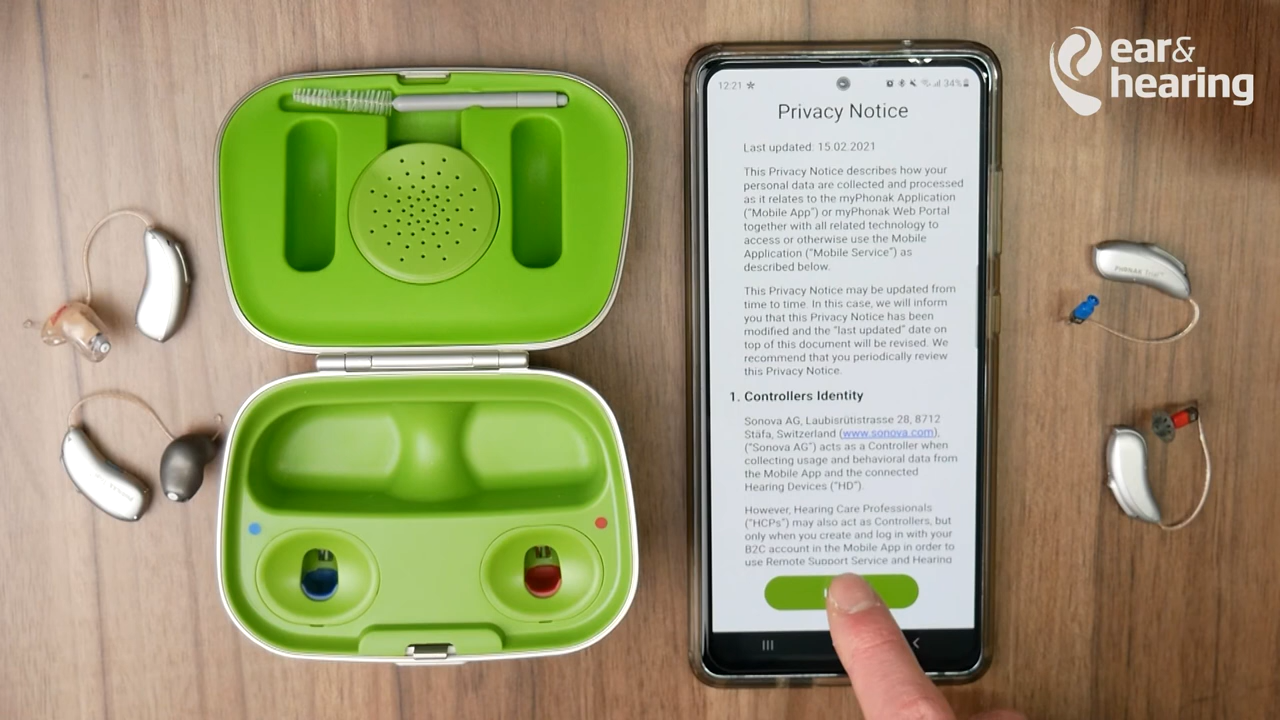 ear&
hearing
12:21
34%
Privacy Notice
Last updated: 15.02.2021
This Privacy Notice describes how your
personal data are collected and processed
as it relates to the myPhonak Application
(“Mobile App”) or myPhonak Web Portal
together with all related technology to
access or otherwise use the Mobile
Application (“Mobile Service”) as
described below.
This Privacy Notice may be updated from
time to time. In this case, we will inform
you that this Privacy Notice has been
modified and the “last updated” date on
top of this document will be revised. We
recommend that you periodically review
this Privacy Notice.
1. Controllers Identity
Sonova AG, Laubisrütistrasse 28, 8712
Stäfa, Switzerland (www.sonova.com),
(“Sonova AG”) acts as a Controller when
collecting usage and behavioral data from
the Mobile App and the connected
Hearing Devices (“HD”).
However, Hearing Care Professionals
(“HCPs”) may also act as Controllers, but
only when you create and log in with your
B2C account in the Mobile App in order to
use Remote Support Service and Hearing
PHONAK